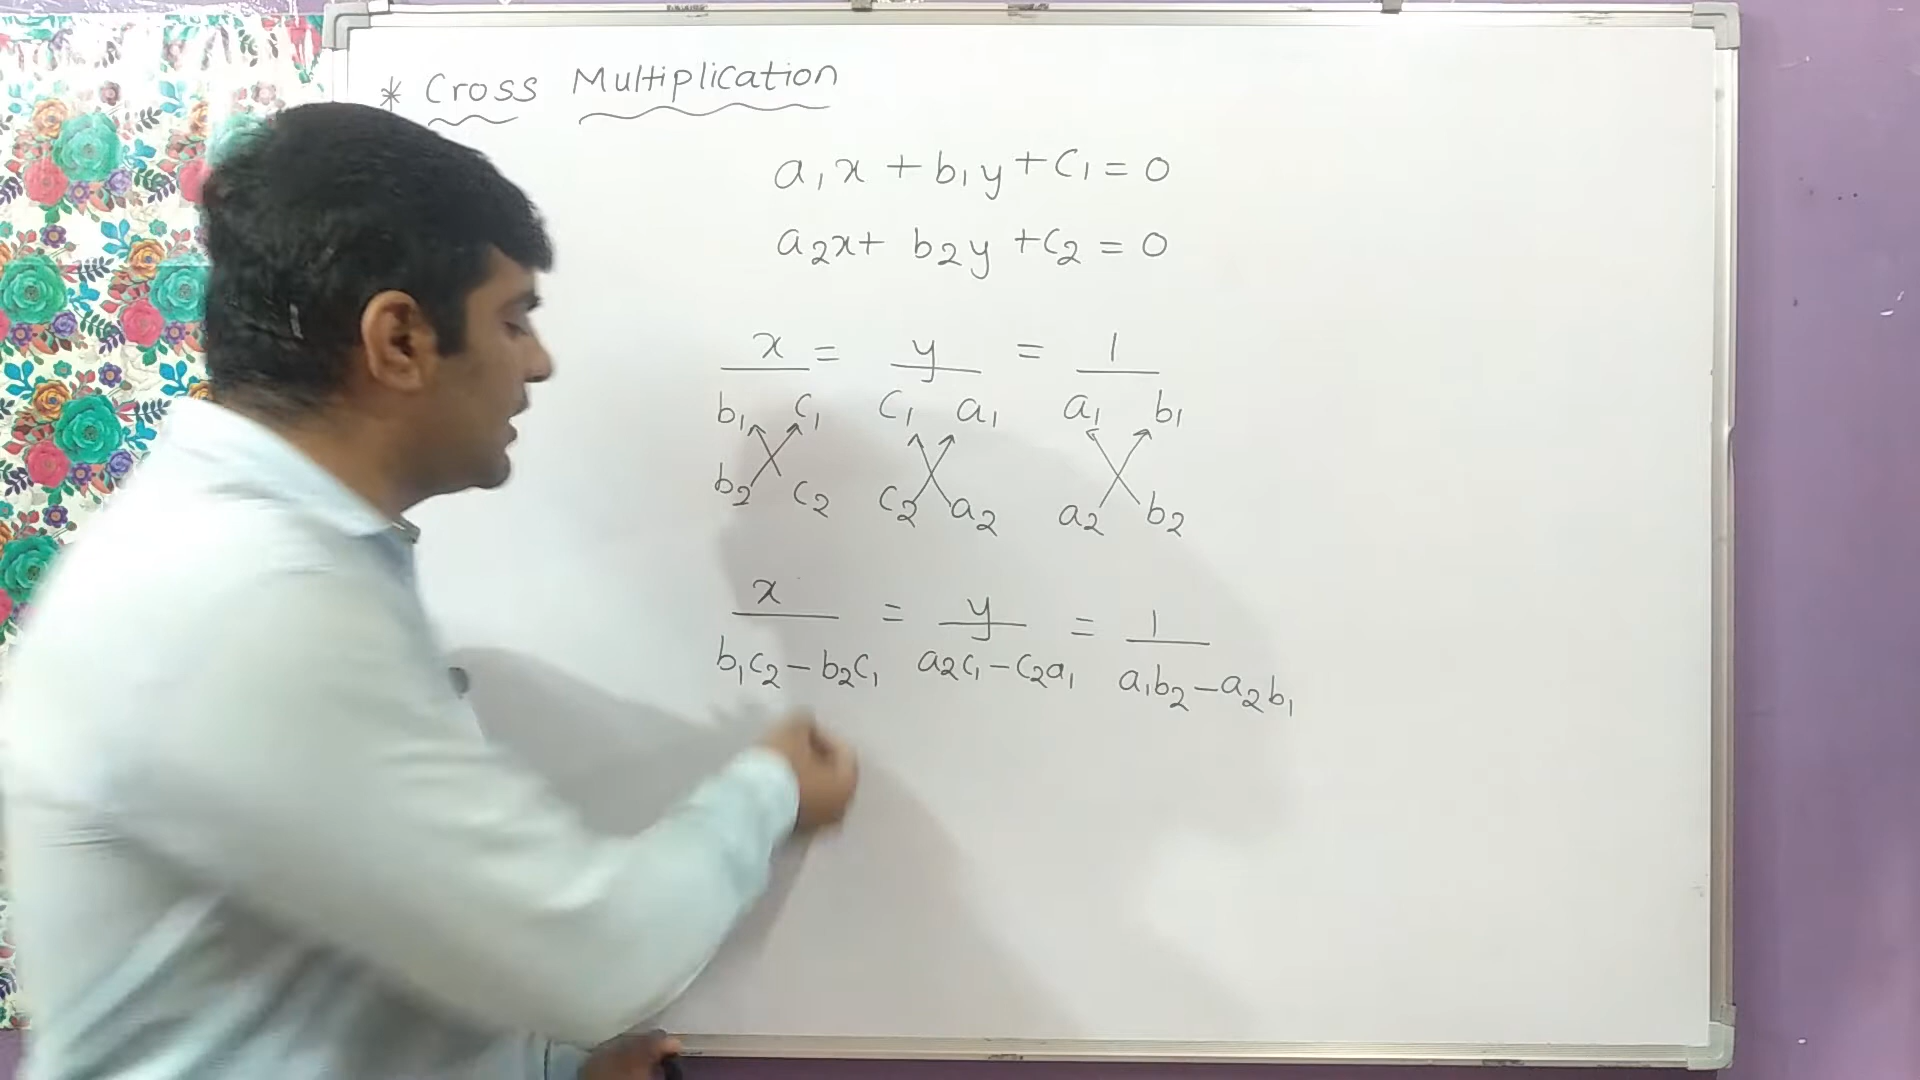 * Cross Multiplication
a₁x + b₁y + c₁ = 0
a₂x + b₂y + c₂ = 0
x = y = 1
b₁ c₁ c₁ a₁ a₁ b₁
b₂ c₂ c₂ a₂ a₂ b₂
x = y = 1
b₁c₂ – b₂c₁ a₂c₁ – c₂a₁ a₁b₂ – a₂b₁